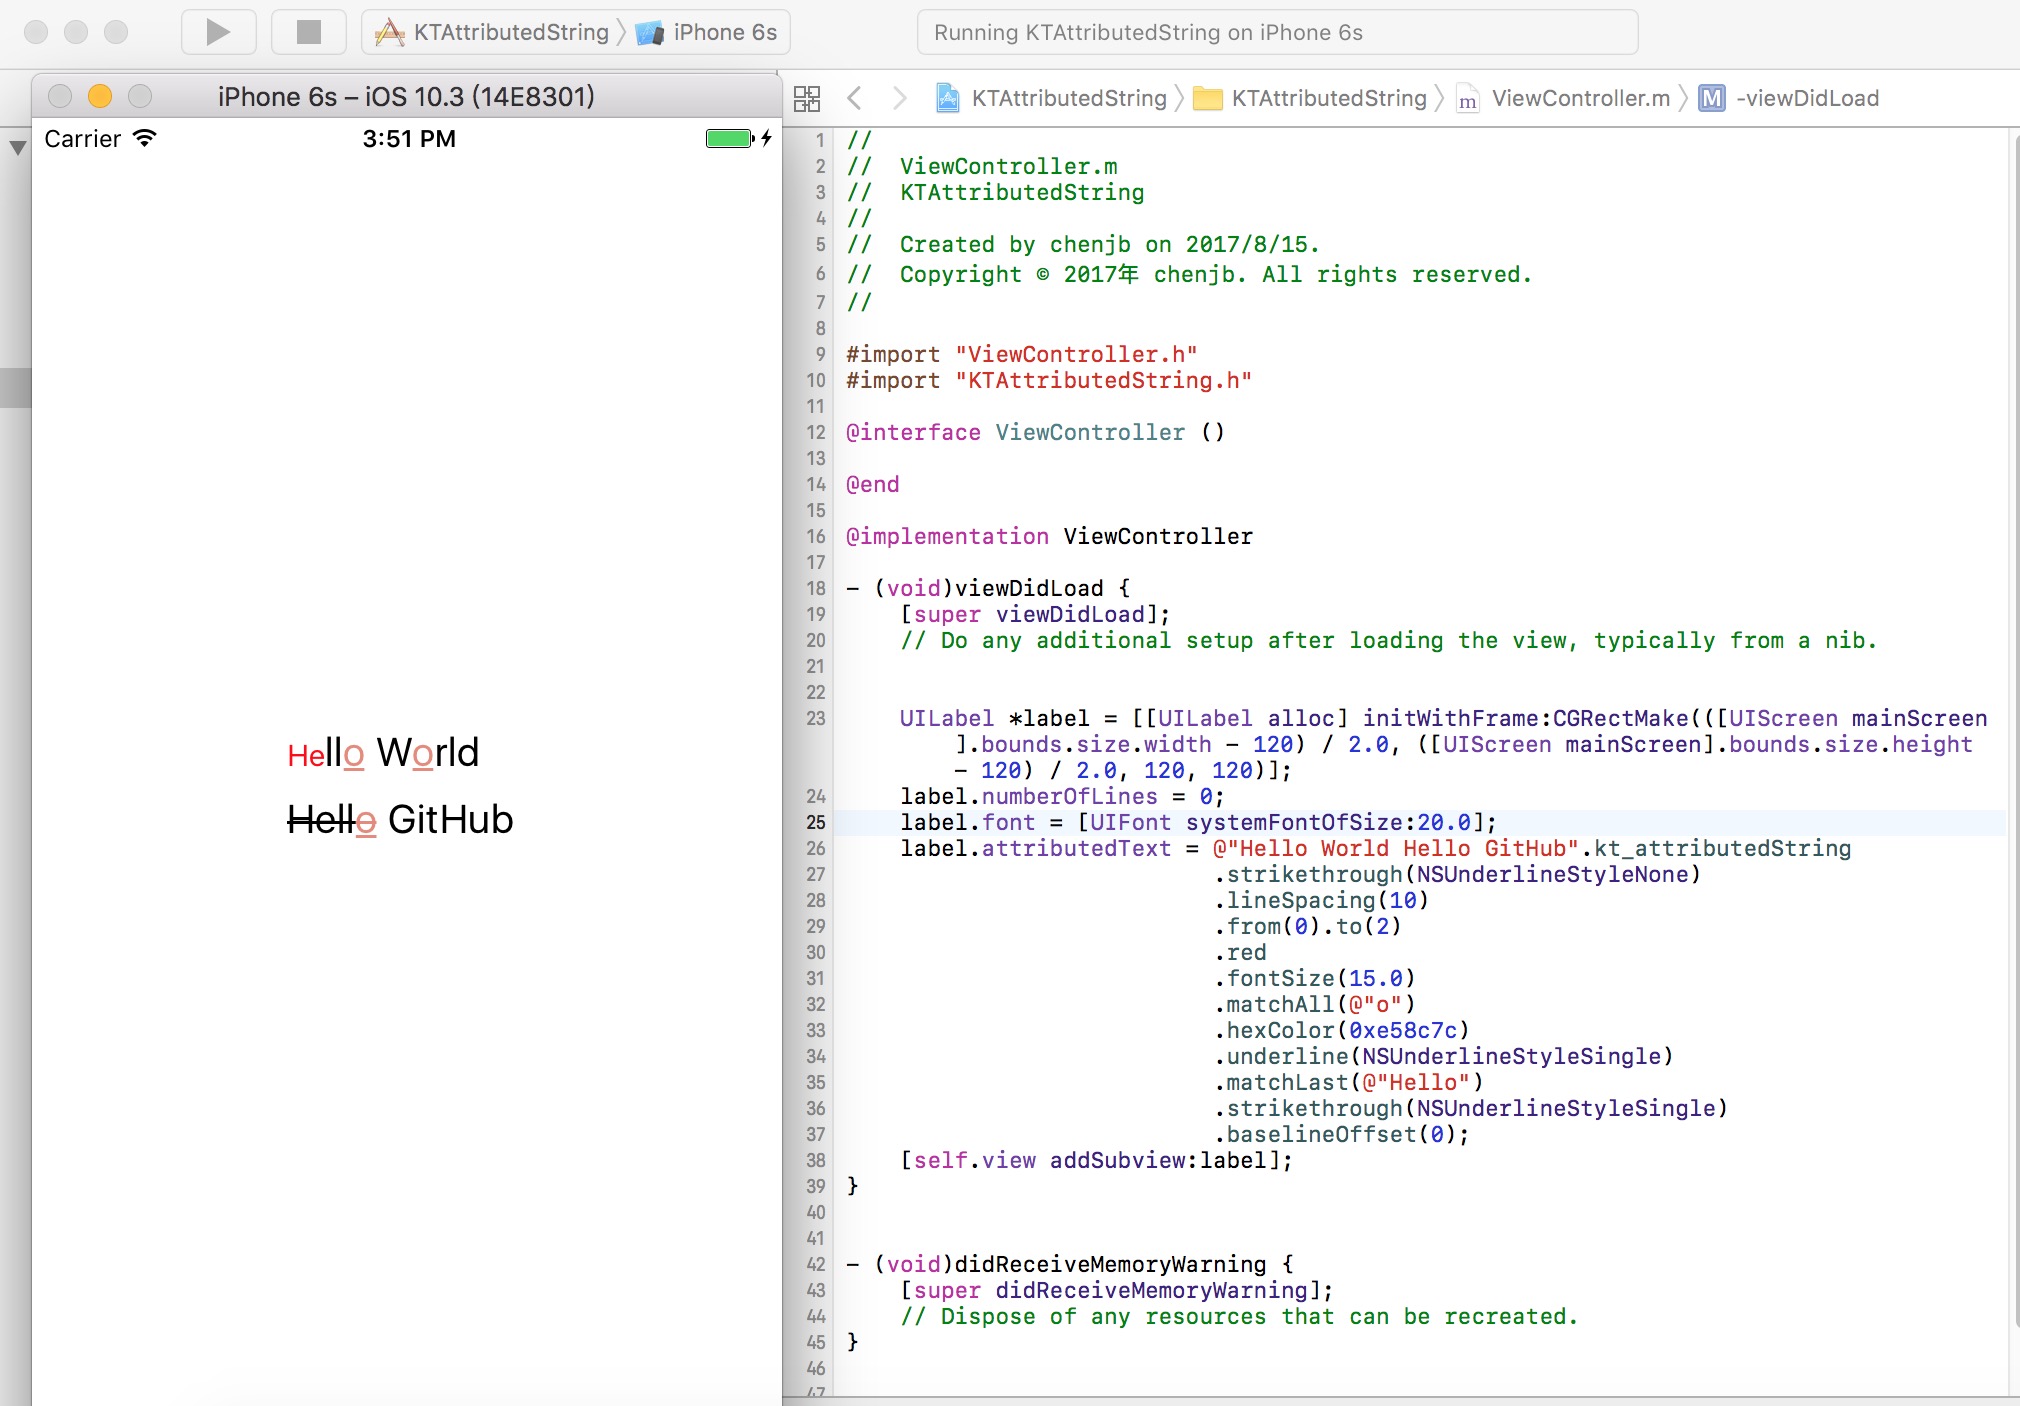 KTAttributedString 〉 iPhone 6s
Running KTAttributedString on iPhone 6s
iPhone 6s – iOS 10.3 (14E8301)
Carrier
3:51 PM
Hello World
Hello GitHub
KTAttributedString 〉 KTAttributedString 〉 m ViewController.m 〉 M -viewDidLoad
1 //
2 //  ViewController.m
3 //  KTAttributedString
4 //
5 //  Created by chenjb on 2017/8/15.
6 //  Copyright © 2017年 chenjb. All rights reserved.
7 //
8
9 #import "ViewController.h"
10 #import "KTAttributedString.h"
11
12 @interface ViewController ()
13
14 @end
15
16 @implementation ViewController
17
18 - (void)viewDidLoad {
19     [super viewDidLoad];
20     // Do any additional setup after loading the view, typically from a nib.
21
22
23     UILabel *label = [[UILabel alloc] initWithFrame:CGRectMake(([UIScreen mainScreen
].bounds.size.width - 120) / 2.0, ([UIScreen mainScreen].bounds.size.height
- 120) / 2.0, 120, 120)];
24     label.numberOfLines = 0;
25     label.font = [UIFont systemFontOfSize:20.0];
26     label.attributedText = @"Hello World Hello GitHub".kt_attributedString
27                            .strikethrough(NSUnderlineStyleNone)
28                            .lineSpacing(10)
29                            .from(0).to(2)
30                            .red
31                            .fontSize(15.0)
32                            .matchAll(@"o")
33                            .hexColor(0xe58c7c)
34                            .underline(NSUnderlineStyleSingle)
35                            .matchLast(@"Hello")
36                            .strikethrough(NSUnderlineStyleSingle)
37                            .baselineOffset(0);
38     [self.view addSubview:label];
39 }
40
41
42 - (void)didReceiveMemoryWarning {
43     [super didReceiveMemoryWarning];
44     // Dispose of any resources that can be recreated.
45 }
46
47